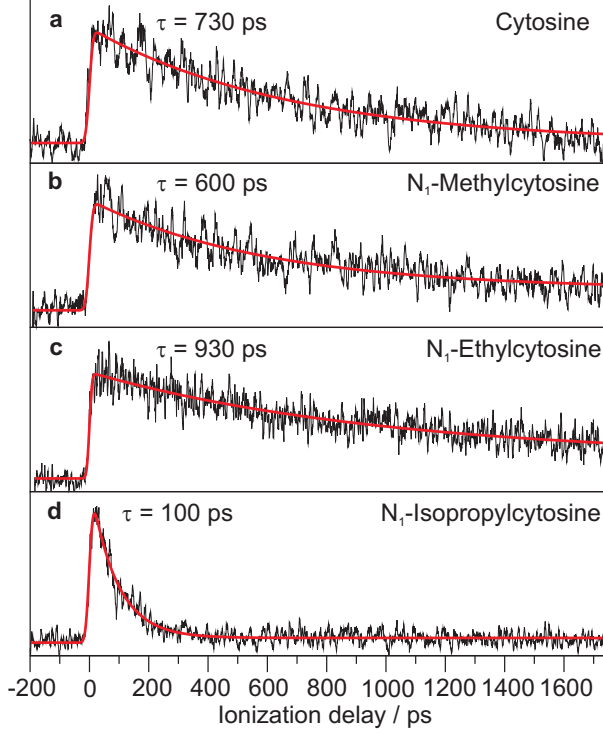 a τ = 730 ps Cytosine
b τ = 600 ps N₁-Methylcytosine
c τ = 930 ps N₁-Ethylcytosine
d τ = 100 ps N₁-Isopropylcytosine
-200 0 200 400 600 800 1000 1200 1400 1600
Ionization delay / ps